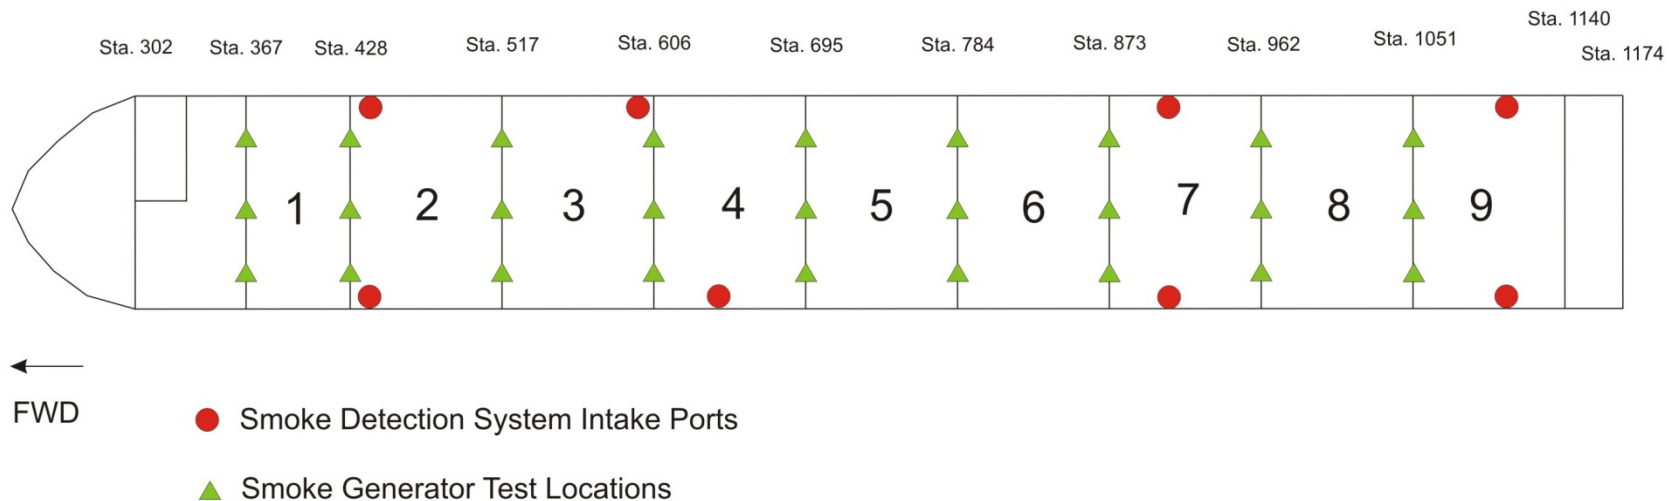 Sta. 1140
Sta. 302 Sta. 367 Sta. 428 Sta. 517 Sta. 606 Sta. 695 Sta. 784 Sta. 873 Sta. 962 Sta. 1051
Sta. 1174
1 2 3 4 5 6 7 8 9
FWD
Smoke Detection System Intake Ports
Smoke Generator Test Locations